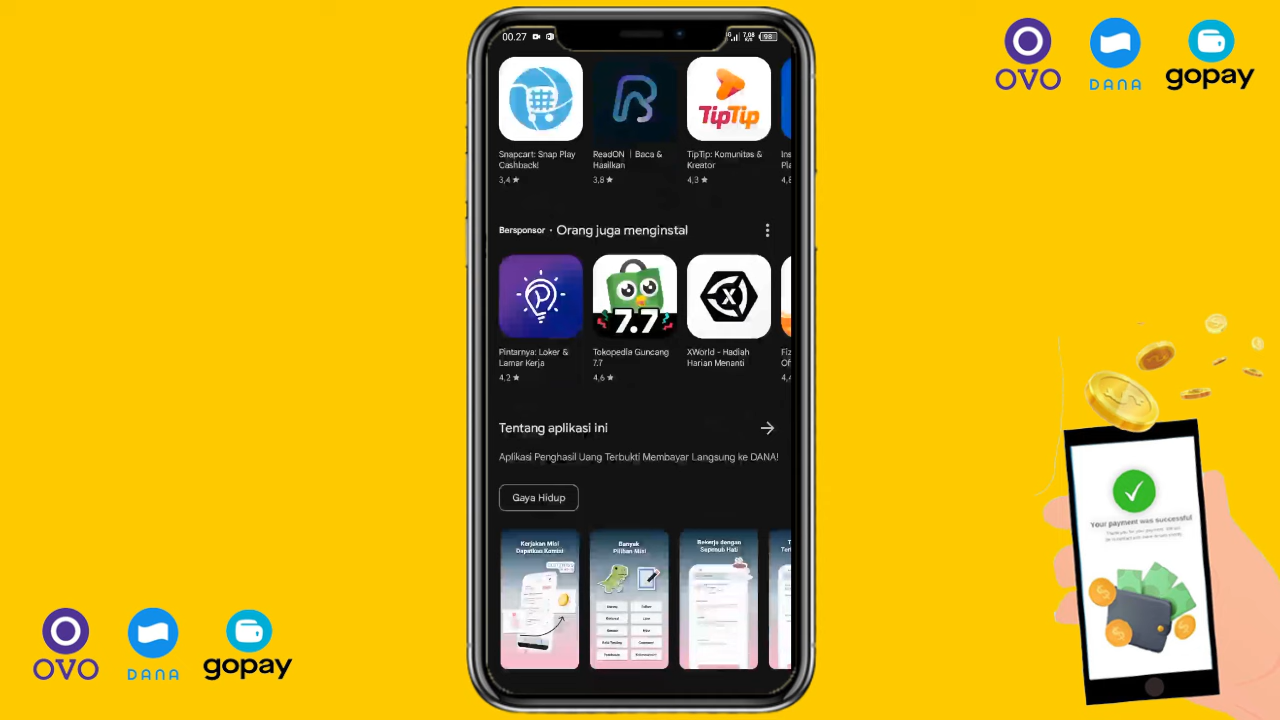 00.27
98
OVO
DANA
gopay
Snapcart: Snap Play
Cashback!
3,4 ★
ReadON | Baca &
Hasilkan
3,8 ★
TipTip
TipTip: Komunitas &
Kreator
4,3 ★
Bersponsor · Orang juga menginstal
Pintarnya: Loker &
Lamar Kerja
4,2 ★
7.7
Tokopedia Guncang
7.7
4,6 ★
X
XWorld - Hadiah
Harian Menanti
Tentang aplikasi ini
Aplikasi Penghasil Uang Terbukti Membayar Langsung ke DANA!
Gaya Hidup
Kerjakan Misi
Dapatkan Komisi
Banyak
Pilihan Misi
Bekerja dengan
Sepenuh Hati
Your payment was successful
OVO
DANA
gopay